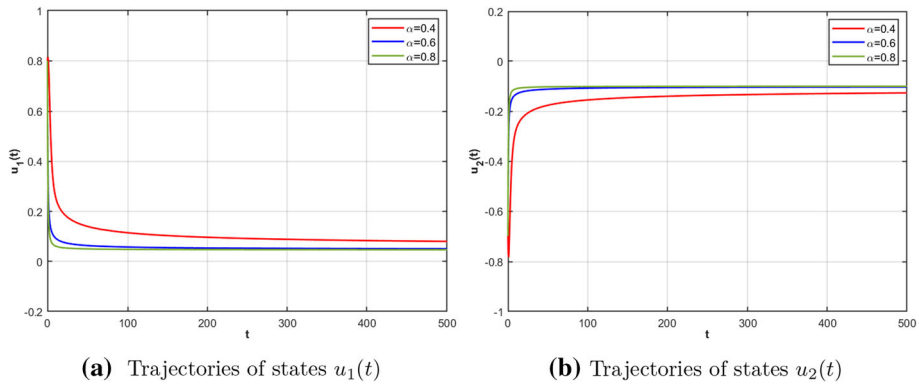 1
0.8
0.6
0.4
0.2
0
-0.2
u1(t)
0
100
200
300
400
500
t
α=0.4
α=0.6
α=0.8
(a) Trajectories of states u1(t)
0.2
0
-0.2
-0.4
-0.6
-0.8
-1
u2(t)
0
100
200
300
400
500
t
α=0.4
α=0.6
α=0.8
(b) Trajectories of states u2(t)